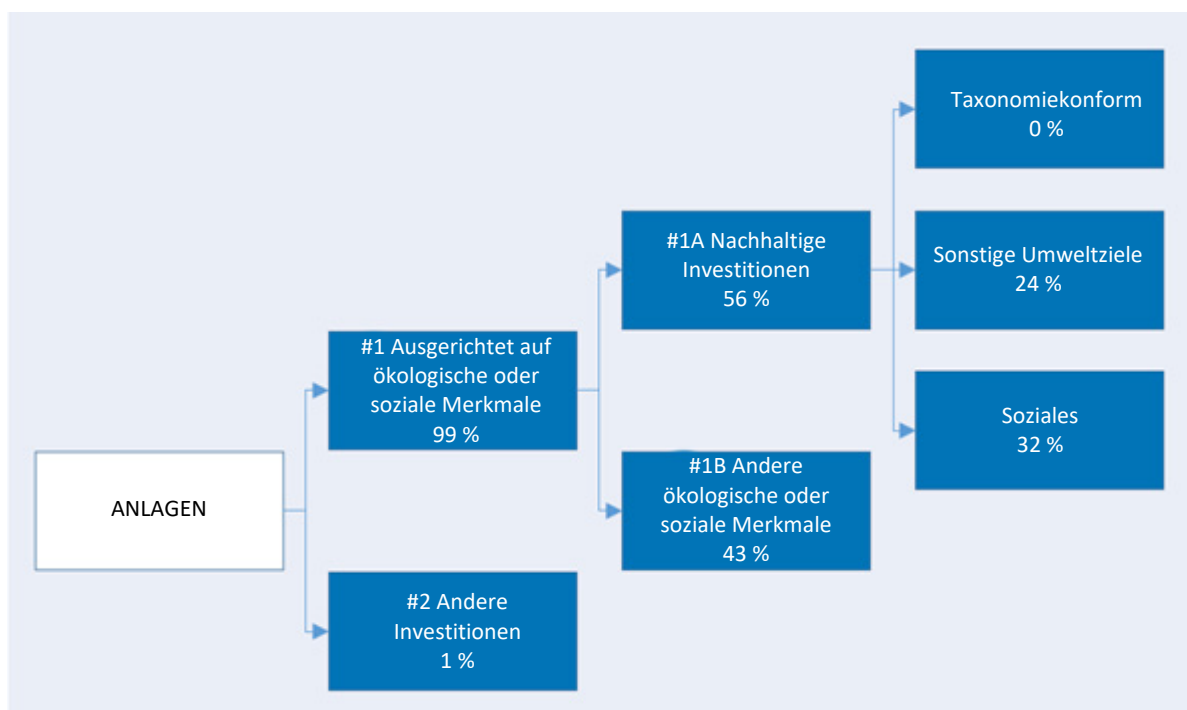 ANLAGEN
#1 Ausgerichtet auf
ökologische oder
soziale Merkmale
99 %
#2 Andere
Investitionen
1 %
#1A Nachhaltige
Investitionen
56 %
#1B Andere
ökologische oder
soziale Merkmale
43 %
Taxonomiekonform
0 %
Sonstige Umweltziele
24 %
Soziales
32 %